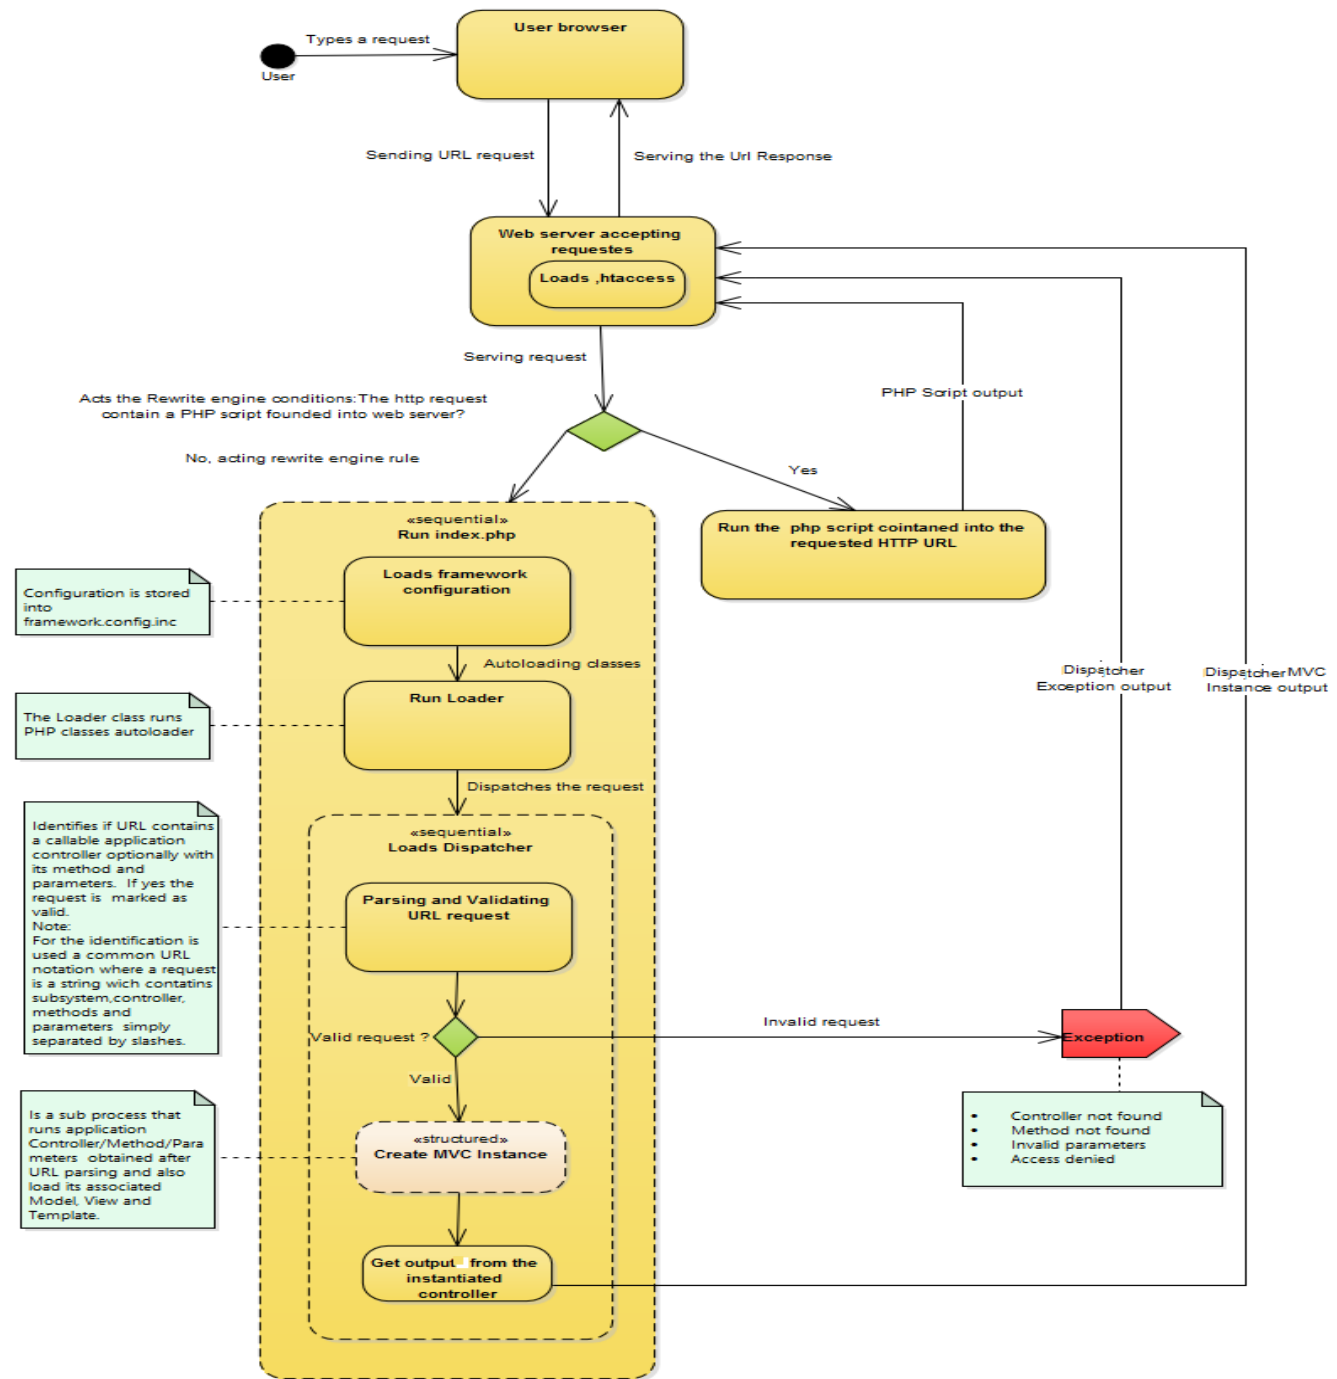 User browser
Types a request
User
Sending URL request
Serving the Url Response
Web server accepting
requestes
Loads ,htaccess
Serving request
PHP Script output
Acts the Rewrite engine conditions:The http request
contain a PHP script founded into web server?
No, acting rewrite engine rule
Yes
«sequential»
Run index.php
Run the php script cointaned into the
requested HTTP URL
Loads framework
configuration
Configuration is stored
into
framework.config.inc
Autoloading classes
Dispatcher
Exception output
Dispatcher MVC
Instance output
Run Loader
The Loader class runs
PHP classes autoloader
Dispatches the request
«sequential»
Loads Dispatcher
Identifies if URL contains
a callable application
controller optionally with
its method and
parameters. If yes the
request is marked as
valid.
Note:
For the identification is
used a common URL
notation where a request
is a string wich contatins
subsystem,controller,
methods and
parameters simply
separated by slashes.
Parsing and Validating
URL request
Valid request ?
Invalid request
Exception
Valid
• Controller not found
• Method not found
• Invalid parameters
• Access denied
Is a sub process that
runs application
Controller/Method/Para
meters obtained after
URL parsing and also
load its associated
Model, View and
Template.
«structured»
Create MVC Instance
Get output from the
instantiated
controller